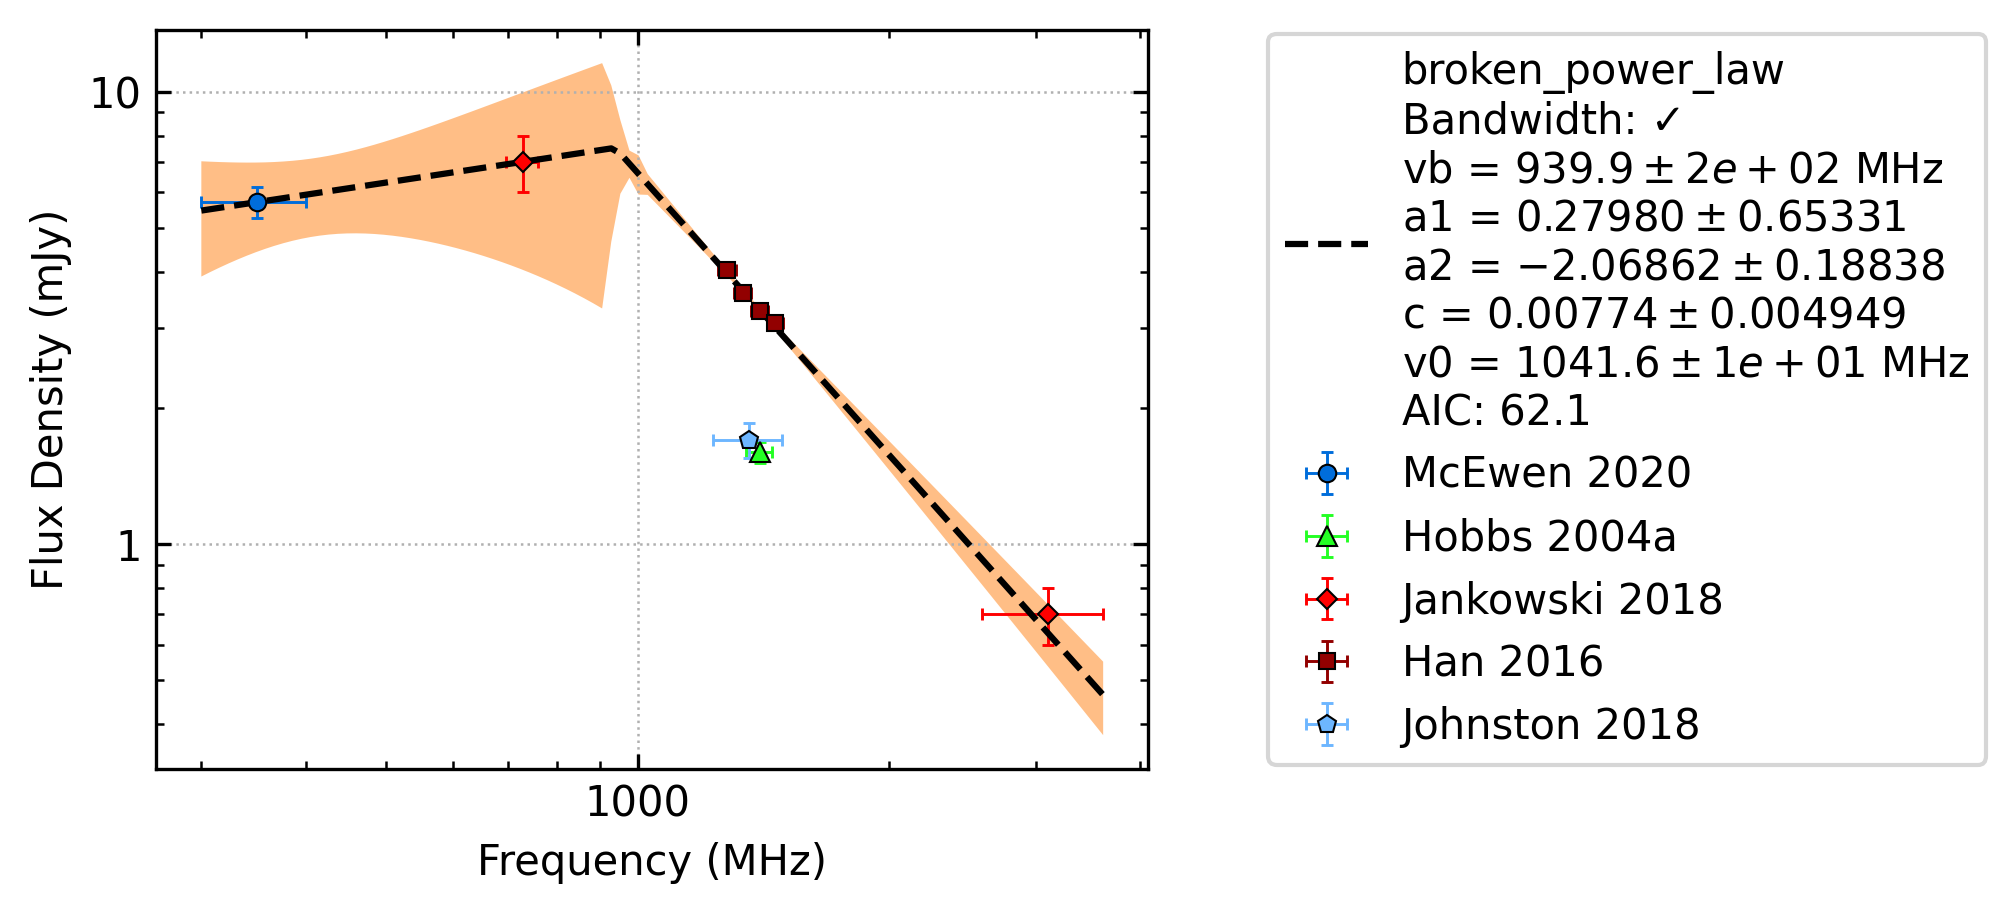 10
1
Flux Density (mJy)
1000
Frequency (MHz)
broken_power_law
Bandwidth: ✓
vb = 939.9 ± 2e + 02 MHz
a1 = 0.27980 ± 0.65331
a2 = −2.06862 ± 0.18838
c = 0.00774 ± 0.004949
v0 = 1041.6 ± 1e + 01 MHz
AIC: 62.1
McEwen 2020
Hobbs 2004a
Jankowski 2018
Han 2016
Johnston 2018